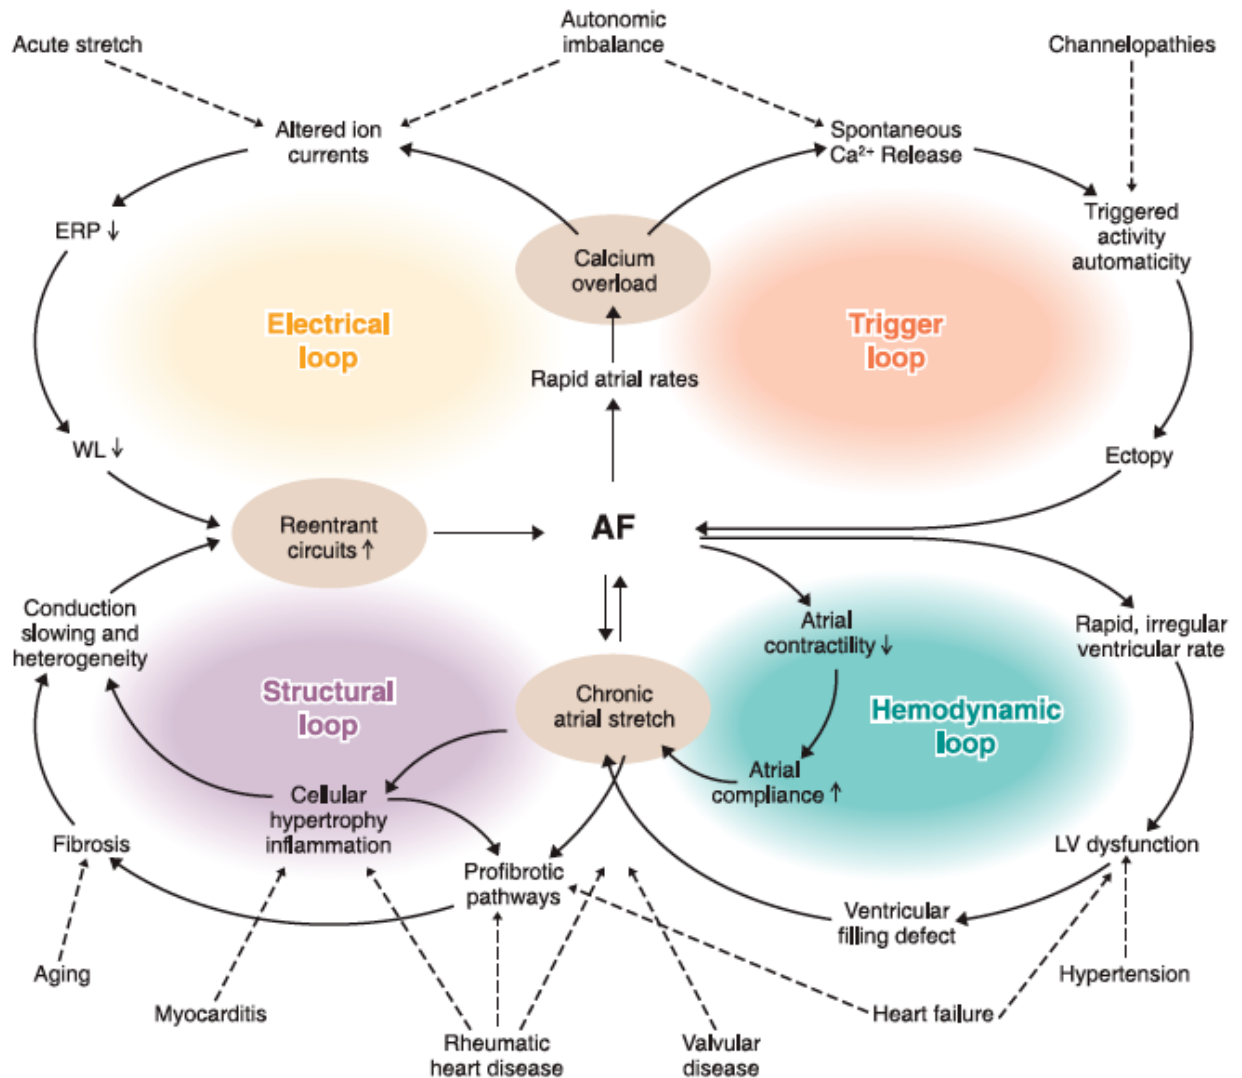 Autonomic
imbalance
Acute stretch
Channelopathies
Altered ion
currents
Spontaneous
Ca²⁺ Release
ERP ↓
Triggered
activity
automaticity
Calcium
overload
Electrical
loop
Trigger
loop
Rapid atrial rates
WL ↓
Ectopy
Reentrant
circuits ↑
AF
Conduction
slowing and
heterogeneity
Atrial
contractility ↓
Rapid, irregular
ventricular rate
Structural
loop
Chronic
atrial stretch
Hemodynamic
loop
Atrial
compliance ↑
Cellular
hypertrophy
inflammation
Fibrosis
LV dysfunction
Profibrotic
pathways
Ventricular
filling defect
Aging
Hypertension
Myocarditis
Heart failure
Rheumatic
heart disease
Valvular
disease